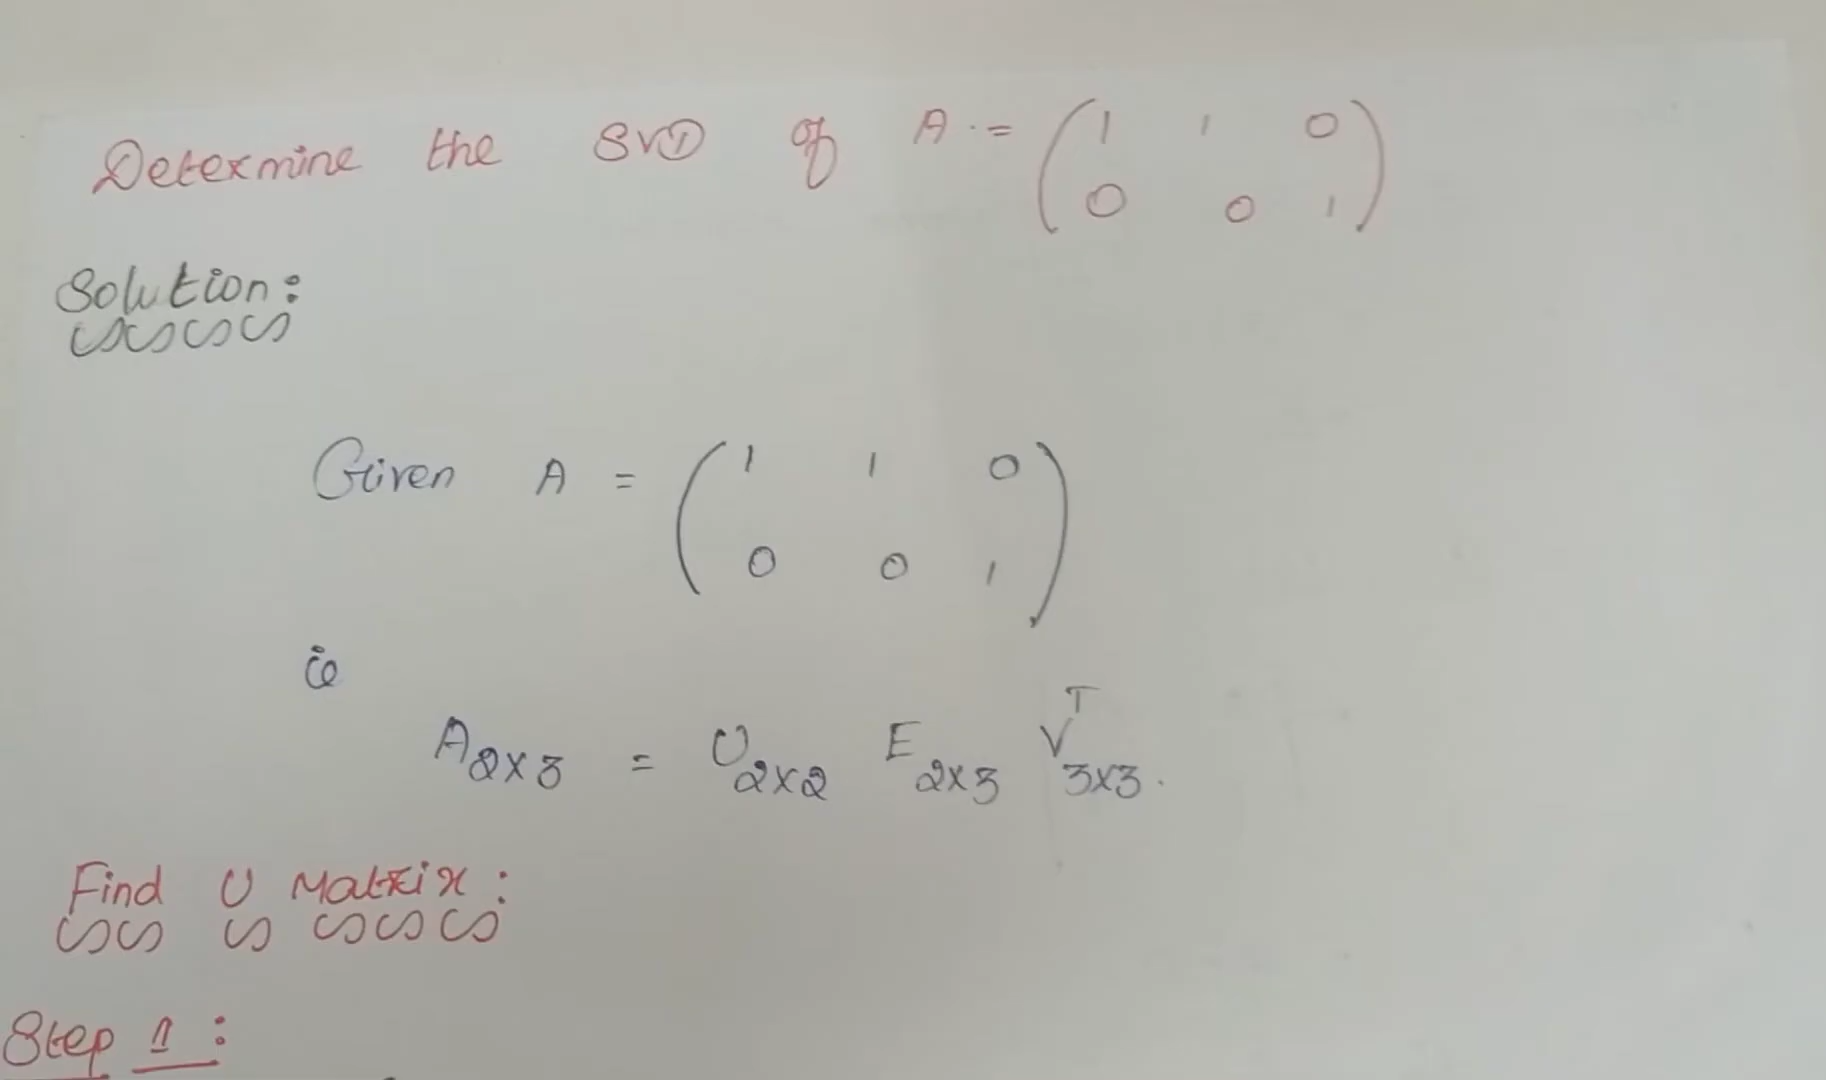 Determine the SVD of A = ( 1 1 0
0 0 1 )
Solution:
Given A = ( 1 1 0
0 0 1 )
ie
A2x3 = U2x2 E2x3 V^T3x3.
Find U Matrix:
Step 1: